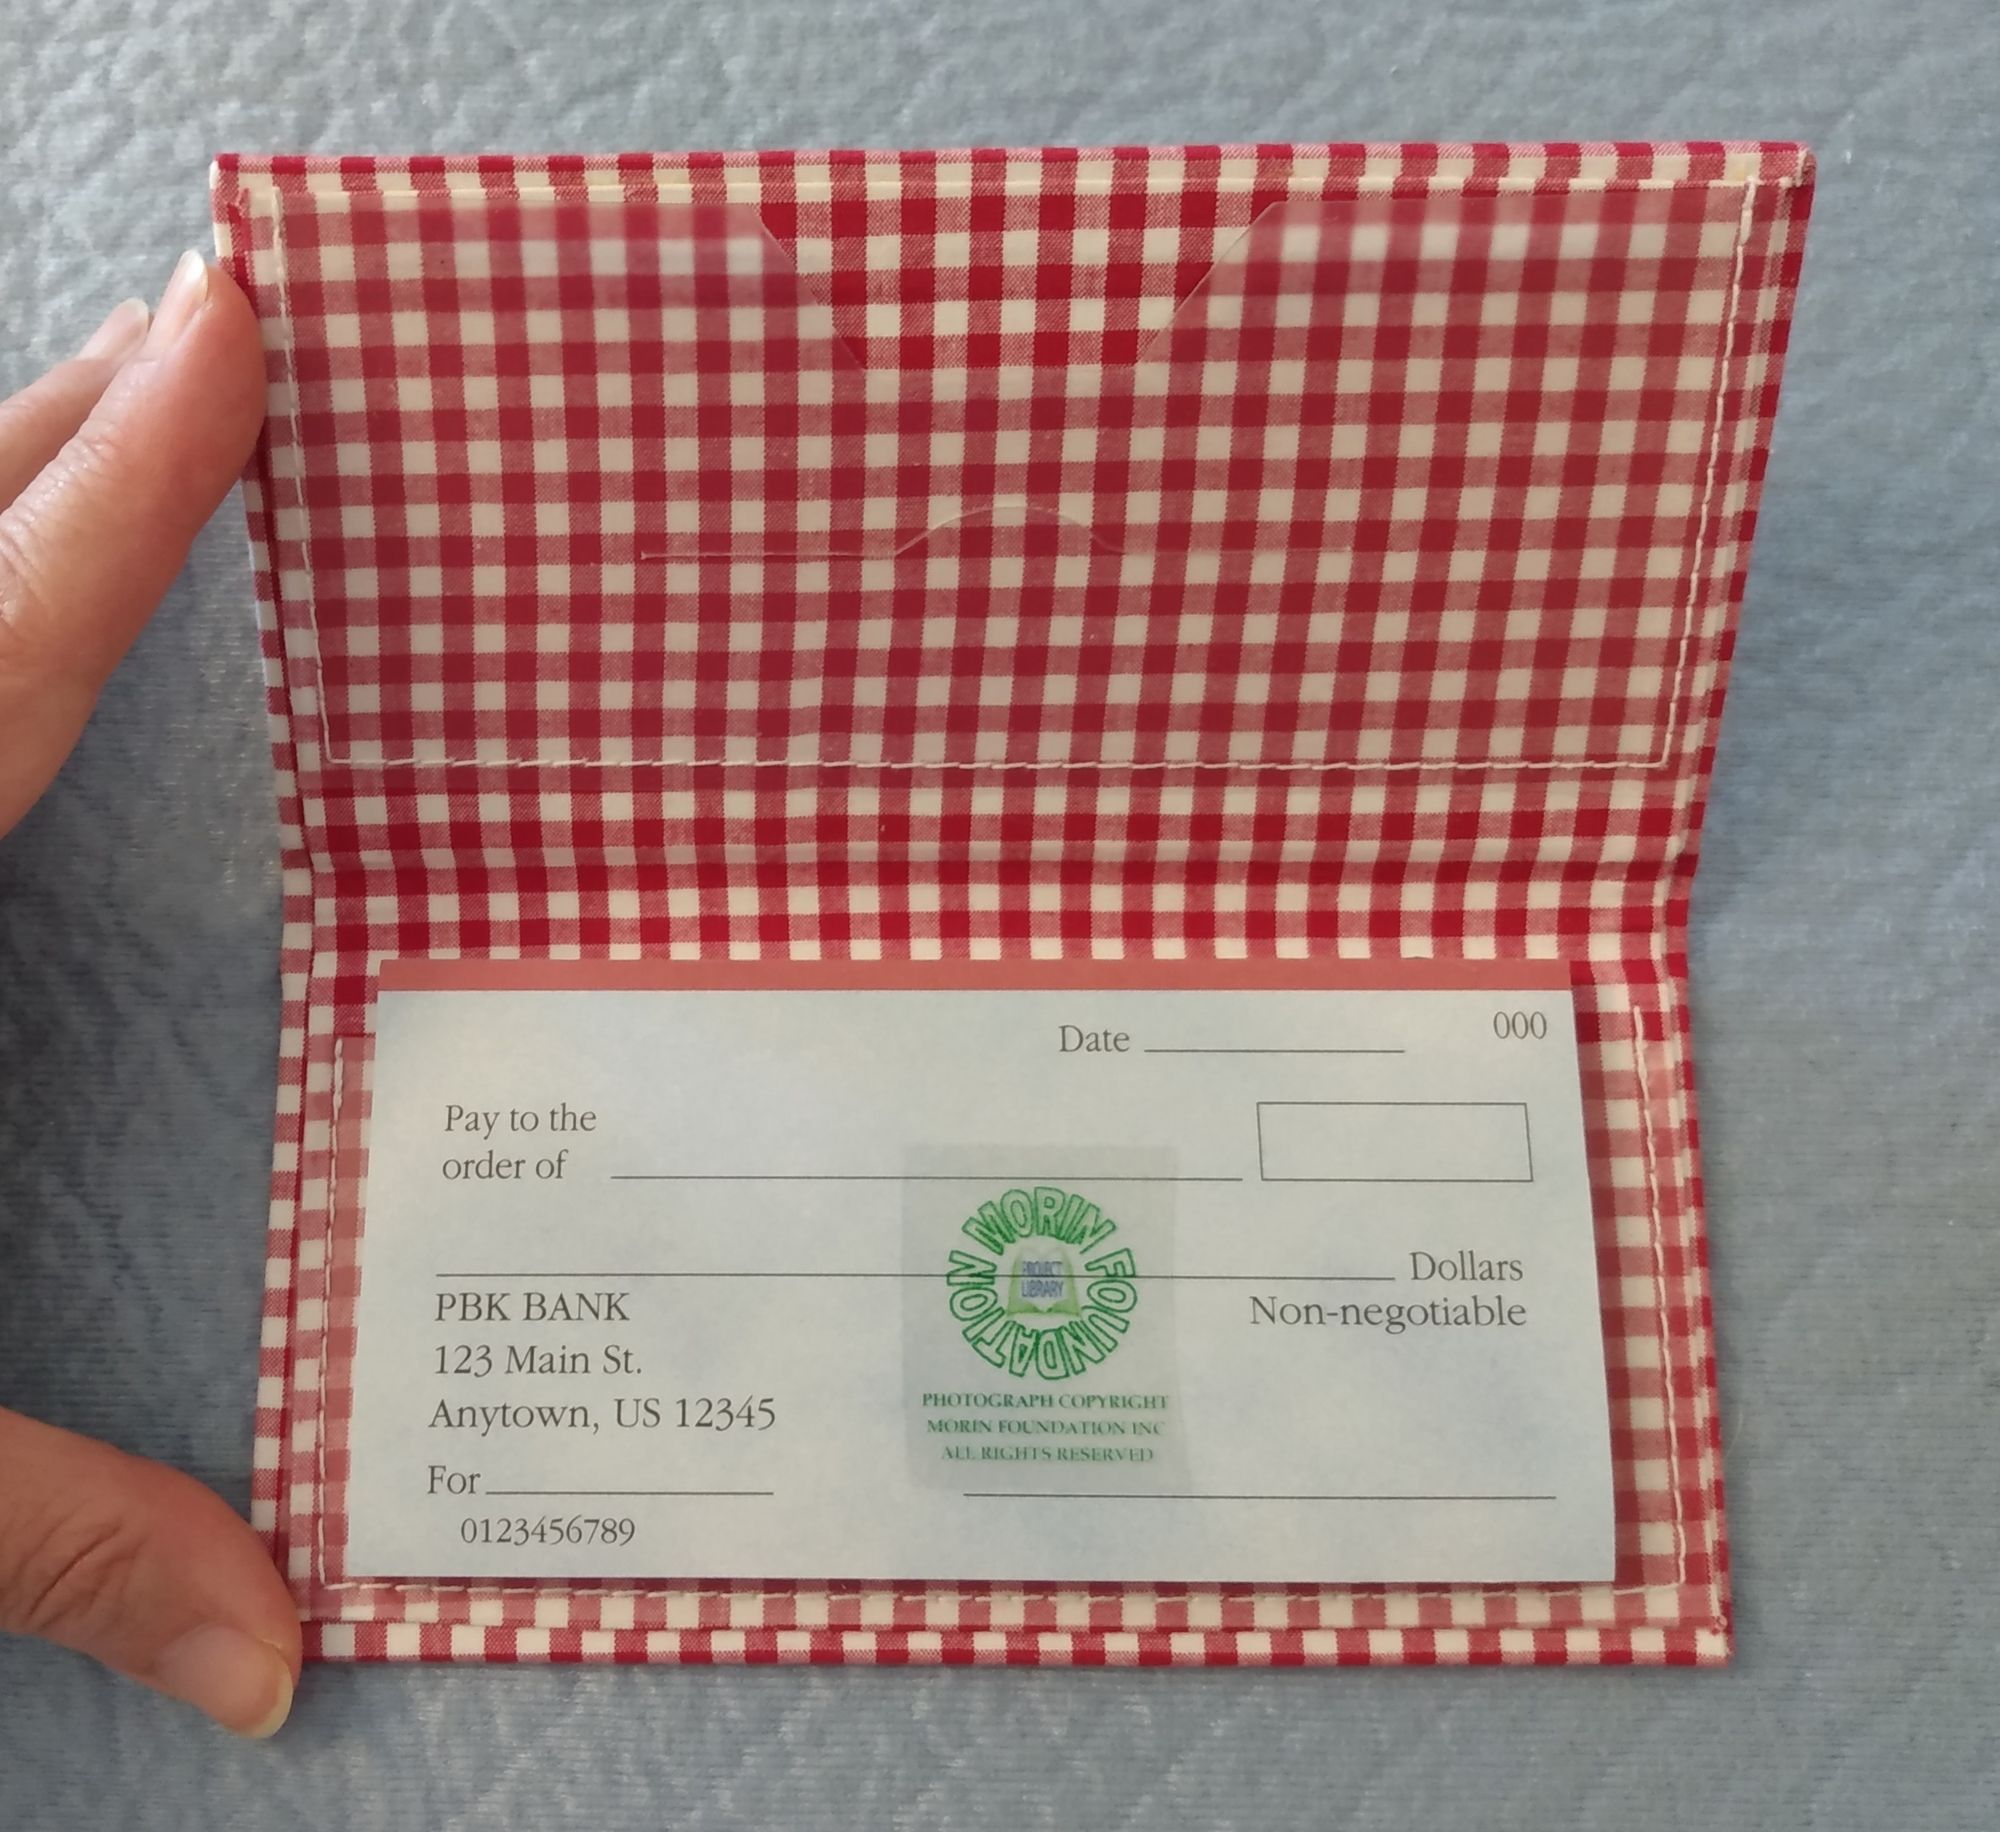 Date 000
Pay to the
order of
Dollars
PBK BANK
Non-negotiable
123 Main St.
Anytown, US 12345
For
0123456789
MORIN FOUNDATION
PROJECT
LIBRARY
PHOTOGRAPH COPYRIGHT
MORIN FOUNDATION INC
ALL RIGHTS RESERVED